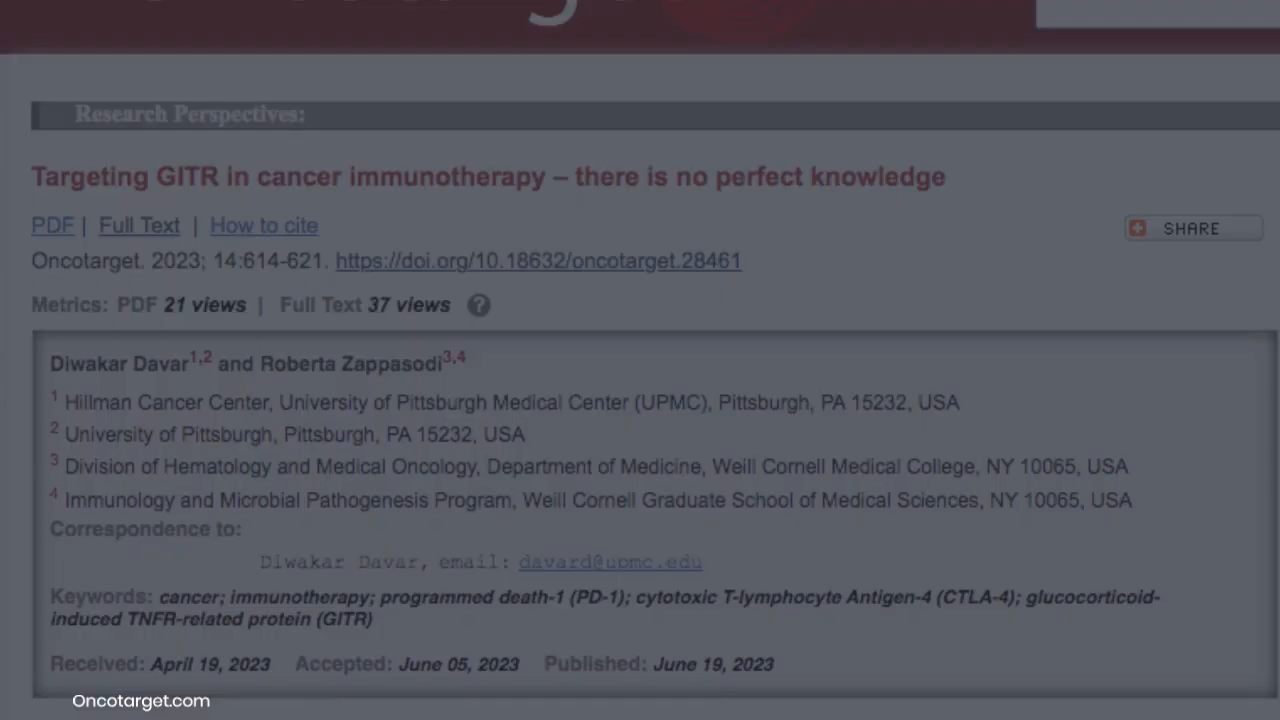 Research Perspectives:
Targeting GITR in cancer immunotherapy – there is no perfect knowledge
PDF | Full Text | How to cite
SHARE
Oncotarget. 2023; 14:614-621. https://doi.org/10.18632/oncotarget.28461
Metrics: PDF 21 views | Full Text 37 views ?
Diwakar Davar1,2 and Roberta Zappasodi3,4
1 Hillman Cancer Center, University of Pittsburgh Medical Center (UPMC), Pittsburgh, PA 15232, USA
2 University of Pittsburgh, Pittsburgh, PA 15232, USA
3 Division of Hematology and Medical Oncology, Department of Medicine, Weill Cornell Medical College, NY 10065, USA
4 Immunology and Microbial Pathogenesis Program, Weill Cornell Graduate School of Medical Sciences, NY 10065, USA
Correspondence to:
Diwakar Davar, email: davard@upmc.edu
Keywords: cancer; immunotherapy; programmed death-1 (PD-1); cytotoxic T-lymphocyte Antigen-4 (CTLA-4); glucocorticoid-
induced TNFR-related protein (GITR)
Received: April 19, 2023 Accepted: June 05, 2023 Published: June 19, 2023
Oncotarget.com